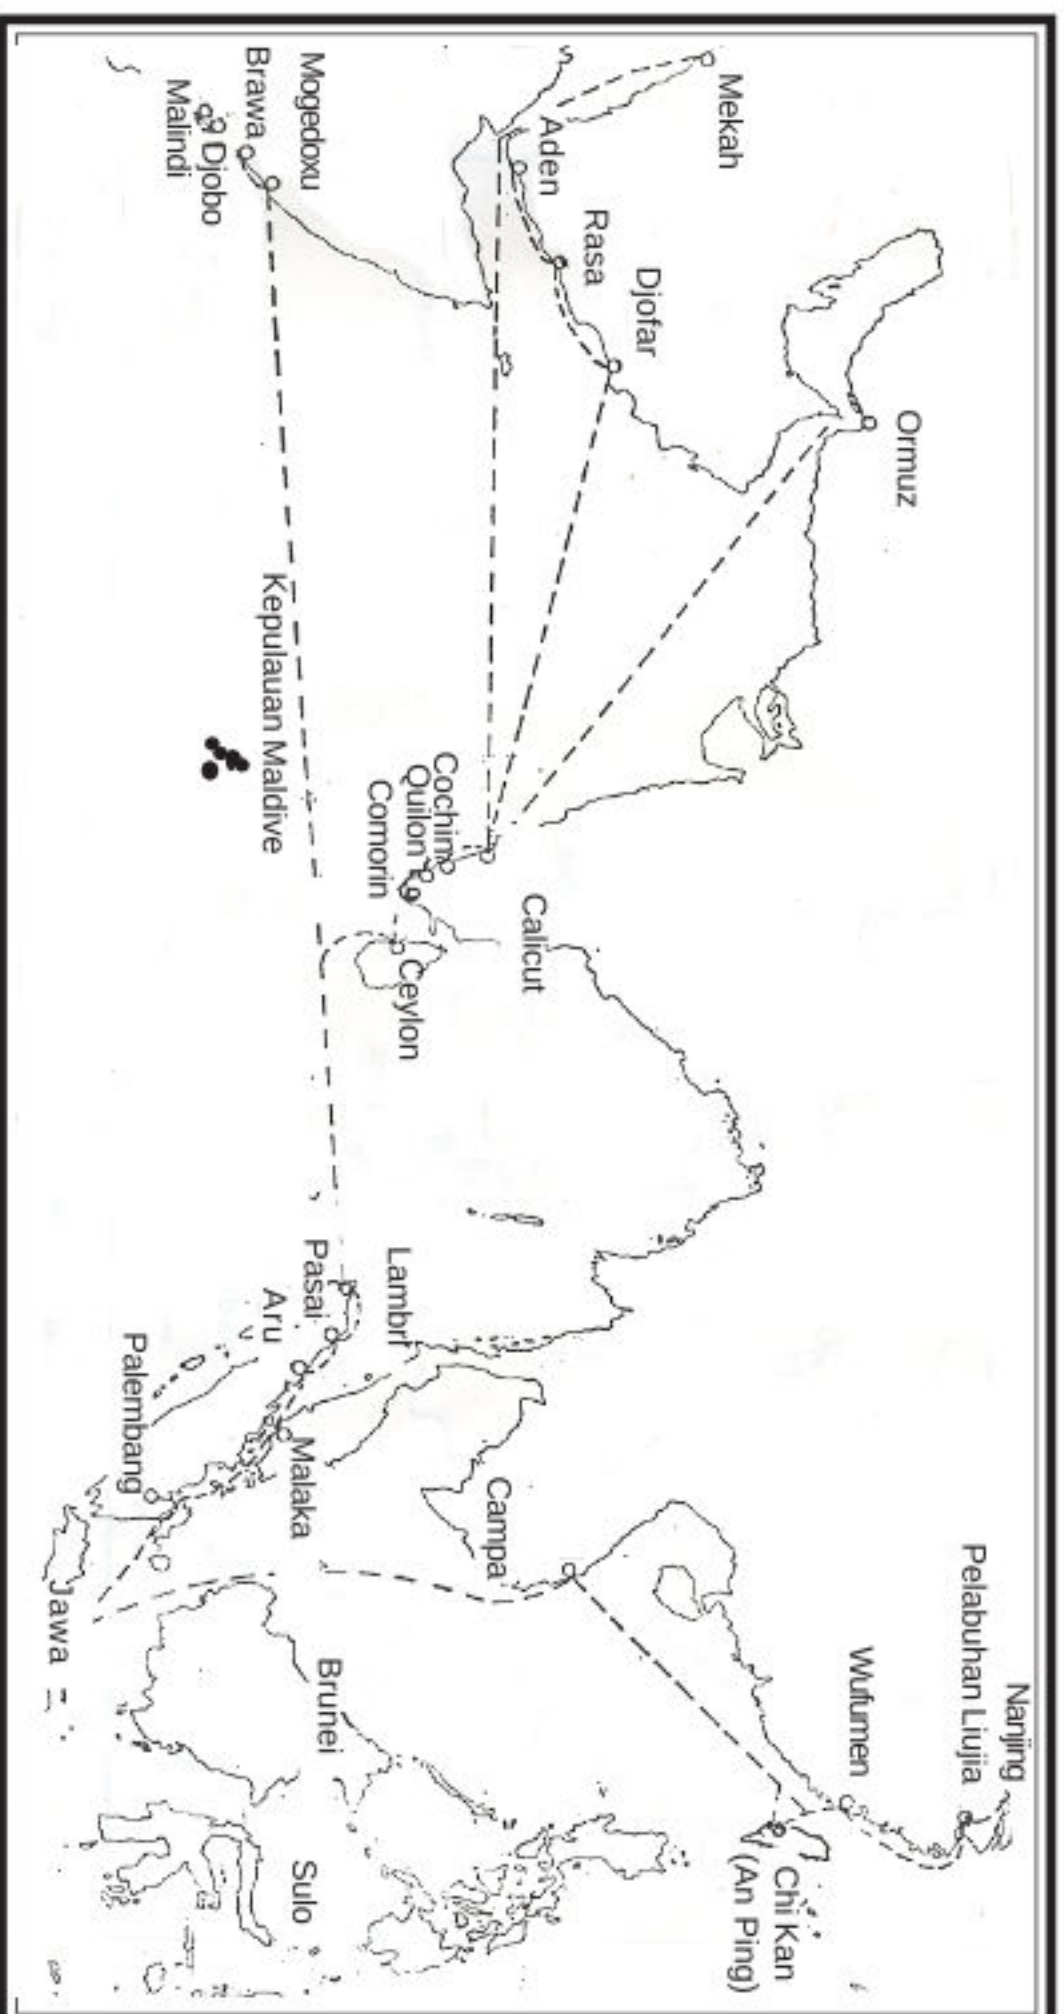 Mekah
Aden
Rasa
Djofar
Ormuz
Mogedoxu
Brawa
Djobo
Malindi
Kepulauan Maldive
Cochin
Quilon
Comorin
Calicut
Ceylon
Lambri
Pasai
Aru
Malaka
Palembang
Jawa
Campa
Brunei
Sulo
Nanjing
Pelabuhan Liujia
Wufumen
Chi Kan
(An Ping)